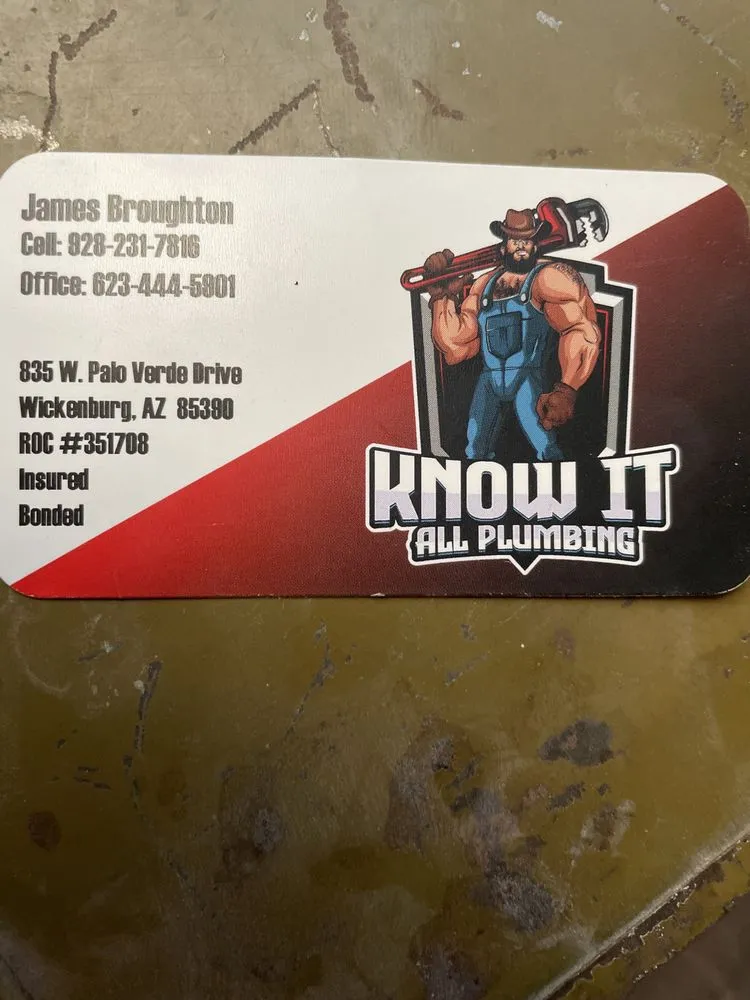 James Broughton
Cell: 928-231-7816
Office: 623-444-5901
835 W. Palo Verde Drive
Wickenburg, AZ 85390
ROC #351708
Insured
Bonded
KNOW IT
ALL PLUMBING